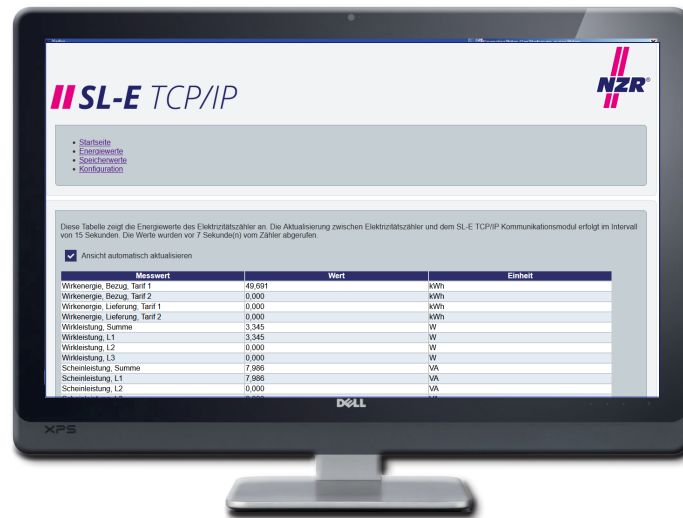 SL-E TCP/IP
NZR®
Startseite
Energiewerte
Speicherwerte
Konfiguration
Diese Tabelle zeigt die Energiewerte des Elektrizitätszähler an. Die Aktualisierung zwischen Elektrizitätszähler und dem SL-E TCP/IP Kommunikationsmodul erfolgt im Intervall
von 15 Sekunden. Die Werte wurden vor 7 Sekunde(n) vom Zähler abgerufen.
Ansicht automatisch aktualisieren
Messwert Wert Einheit
Wirkenergie, Bezug, Tarif 1 49,691 kWh
Wirkenergie, Bezug, Tarif 2 0,000 kWh
Wirkenergie, Lieferung, Tarif 1 0,000 kWh
Wirkenergie, Lieferung, Tarif 2 0,000 kWh
Wirkleistung, Summe 3,345 W
Wirkleistung, L1 3,345 W
Wirkleistung, L2 0,000 W
Wirkleistung, L3 0,000 W
Scheinleistung, Summe 7,986 VA
Scheinleistung, L1 7,986 VA
Scheinleistung, L2 0,000 VA
DELL
XPS